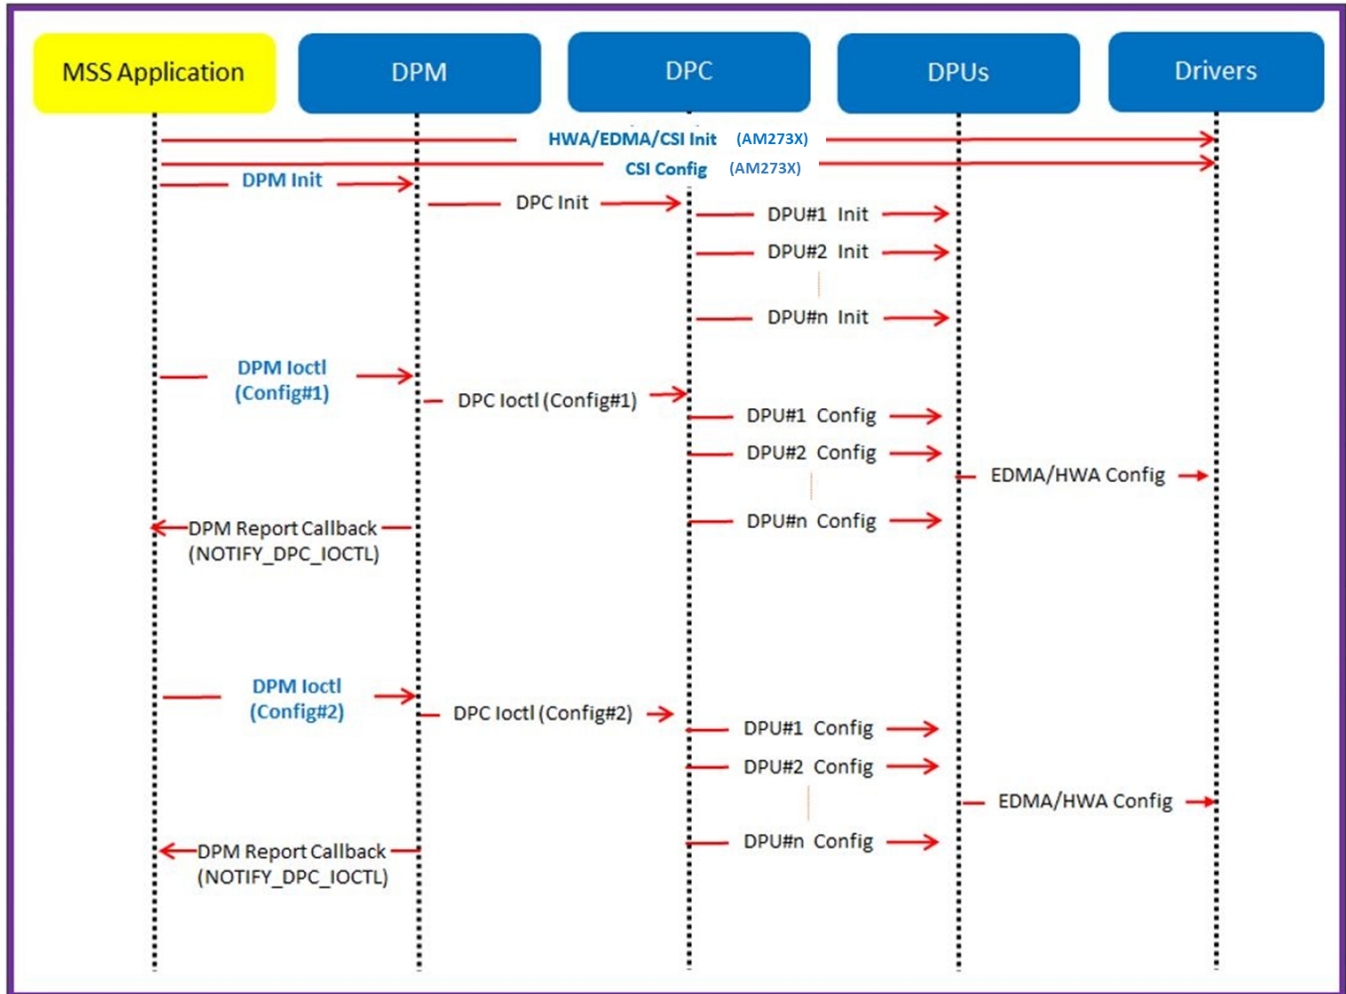 MSS Application
DPM
DPC
DPUs
Drivers
HWA/EDMA/CSI Init (AM273X)
CSI Config (AM273X)
DPM Init
DPC Init
DPU#1 Init
DPU#2 Init
DPU#n Init
DPM Ioctl
(Config#1)
DPC Ioctl (Config#1)
DPU#1 Config
DPU#2 Config
EDMA/HWA Config
DPU#n Config
DPM Report Callback
(NOTIFY_DPC_IOCTL)
DPM Ioctl
(Config#2)
DPC Ioctl (Config#2)
DPU#1 Config
DPU#2 Config
EDMA/HWA Config
DPU#n Config
DPM Report Callback
(NOTIFY_DPC_IOCTL)